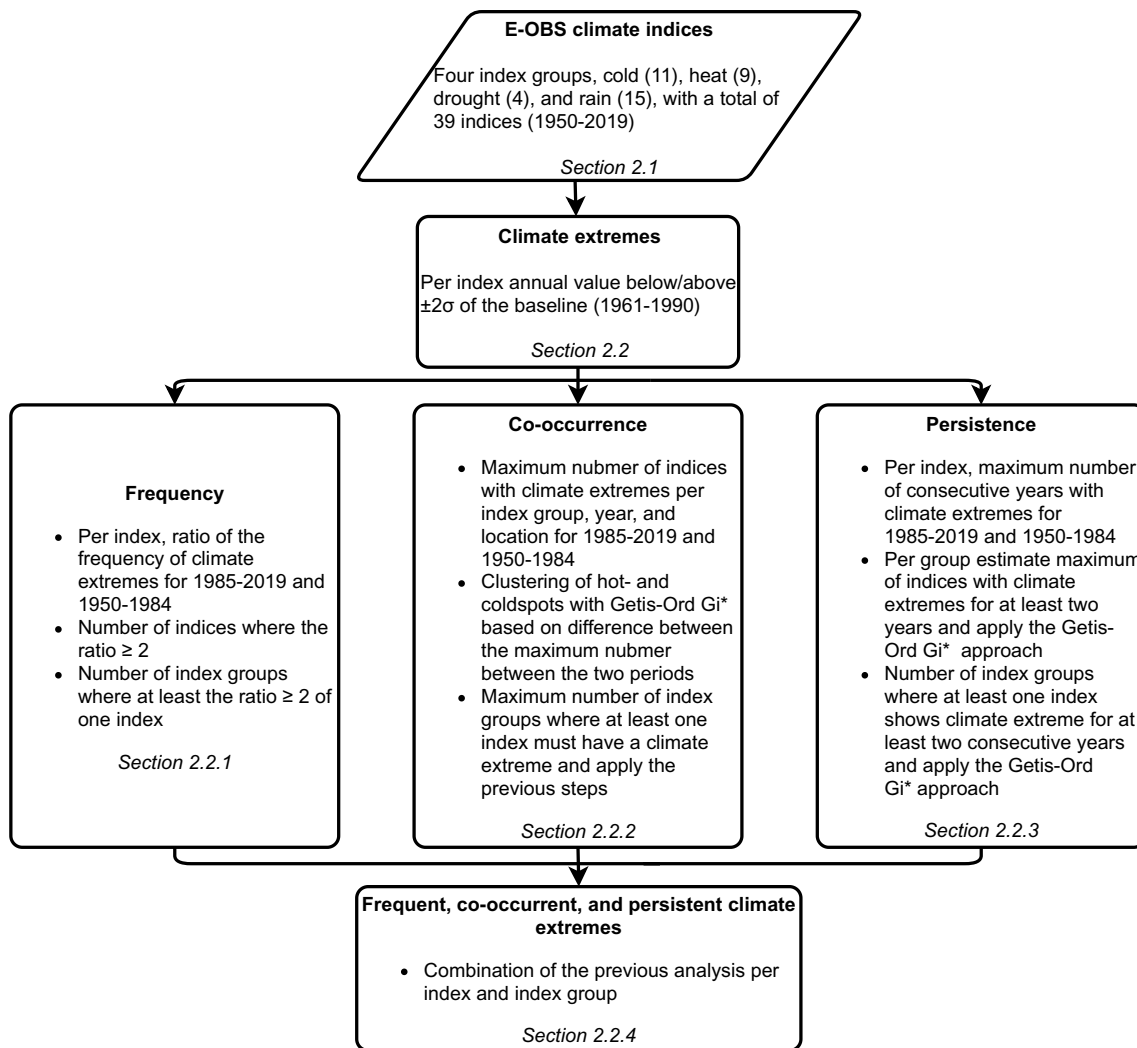 E-OBS climate indices
Four index groups, cold (11), heat (9),
drought (4), and rain (15), with a total of
39 indices (1950-2019)
Section 2.1
Climate extremes
Per index annual value below/above
±2σ of the baseline (1961-1990)
Section 2.2
Frequency
• Per index, ratio of the
frequency of climate
extremes for 1985-2019 and
1950-1984
• Number of indices where the
ratio ≥ 2
• Number of index groups
where at least the ratio ≥ 2 of
one index
Section 2.2.1
Co-occurrence
• Maximum nubmer of indices
with climate extremes per
index group, year, and
location for 1985-2019 and
1950-1984
• Clustering of hot- and
coldspots with Getis-Ord Gi*
based on difference between
the maximum nubmer
between the two periods
• Maximum number of index
groups where at least one
index must have a climate
extreme and apply the
previous steps
Section 2.2.2
Persistence
• Per index, maximum number
of consecutive years with
climate extremes for
1985-2019 and 1950-1984
• Per group estimate maximum
of indices with climate
extremes for at least two
years and apply the Getis-
Ord Gi* approach
• Number of index groups
where at least one index
shows climate extreme for at
least two consecutive years
and apply the Getis-Ord
Gi* approach
Section 2.2.3
Frequent, co-occurrent, and persistent climate
extremes
• Combination of the previous analysis per
index and index group
Section 2.2.4